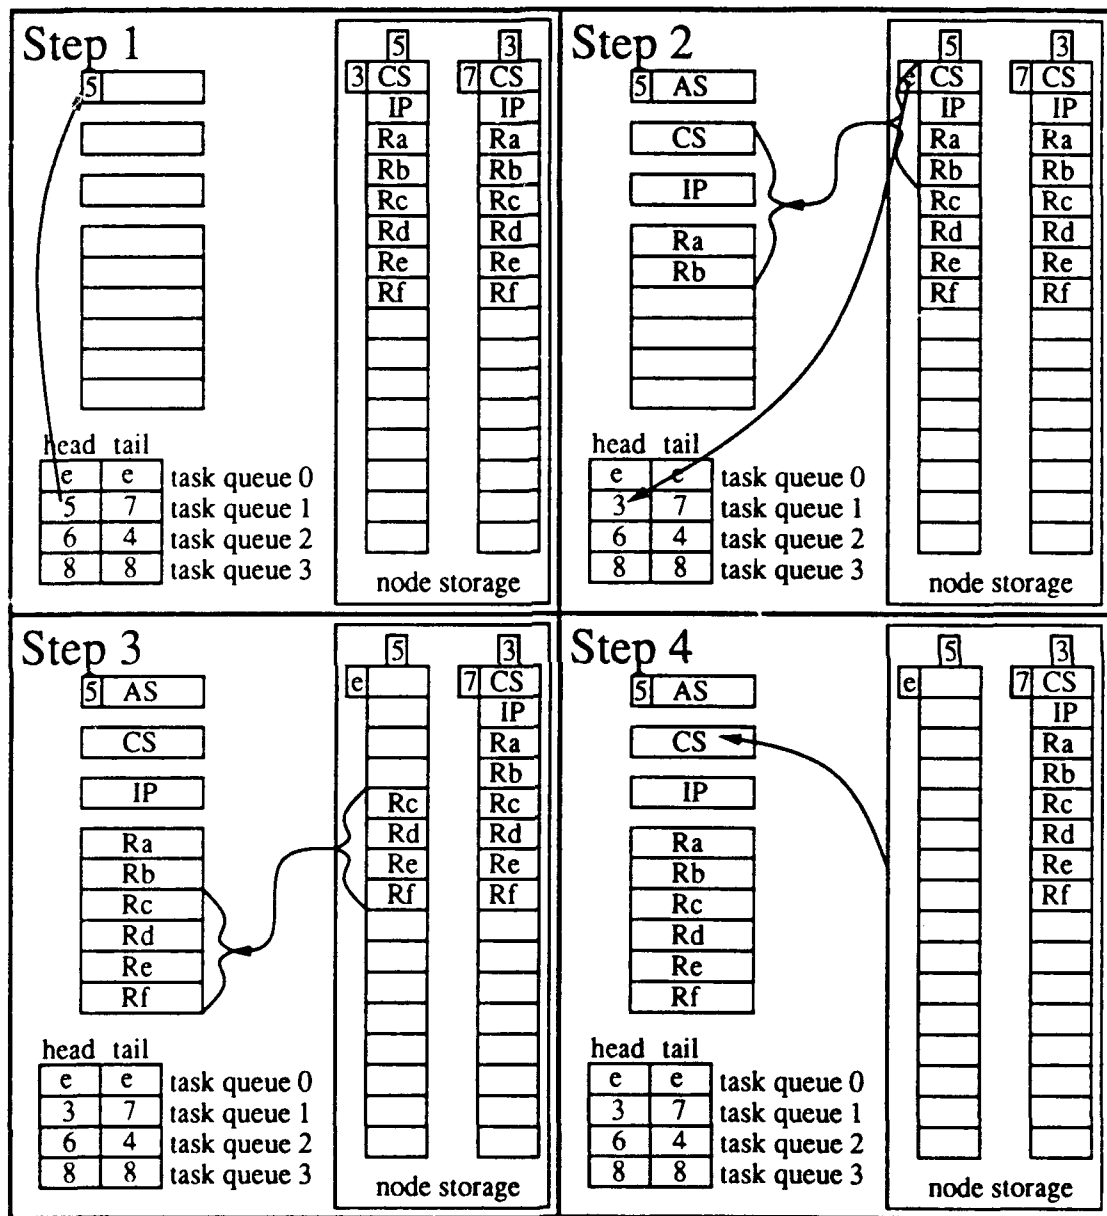 Step 1
5
5 3
3 CS 7 CS
IP IP
Ra Ra
Rb Rb
Rc Rc
Rd Rd
Re Re
Rf Rf
head tail
e e task queue 0
5 7 task queue 1
6 4 task queue 2
8 8 task queue 3
node storage
Step 2
5 AS
CS
IP
Ra
Rb
5 3
e CS CS
IP IP
Ra Ra
Rb Rb
Rc Rc
Rd Rd
Re Re
Rf Rf
head tail
e e task queue 0
3 7 task queue 1
6 4 task queue 2
8 8 task queue 3
node storage
Step 3
5 AS
CS
IP
Ra
Rb
Rc
Rd
Re
Rf
5 3
e 7 CS
IP
Ra
Rb
Rc Rc
Rd Rd
Re Re
Rf Rf
head tail
e e task queue 0
3 7 task queue 1
6 4 task queue 2
8 8 task queue 3
node storage
Step 4
5 AS
CS
IP
Ra
Rb
Rc
Rd
Re
Rf
5 3
e 7 CS
IP
Ra
Rb
Rc
Rd
Re
Rf
head tail
e e task queue 0
3 7 task queue 1
6 4 task queue 2
8 8 task queue 3
node storage